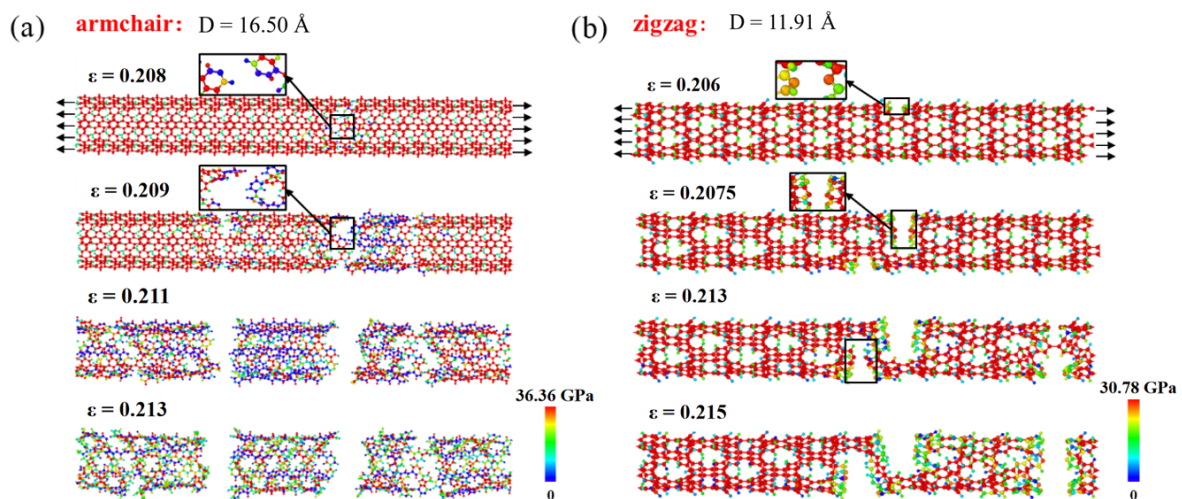 (a) armchair: D = 16.50 Å
ε = 0.208
ε = 0.209
ε = 0.211
ε = 0.213
36.36 GPa
0
(b) zigzag: D = 11.91 Å
ε = 0.206
ε = 0.2075
ε = 0.213
ε = 0.215
30.78 GPa
0